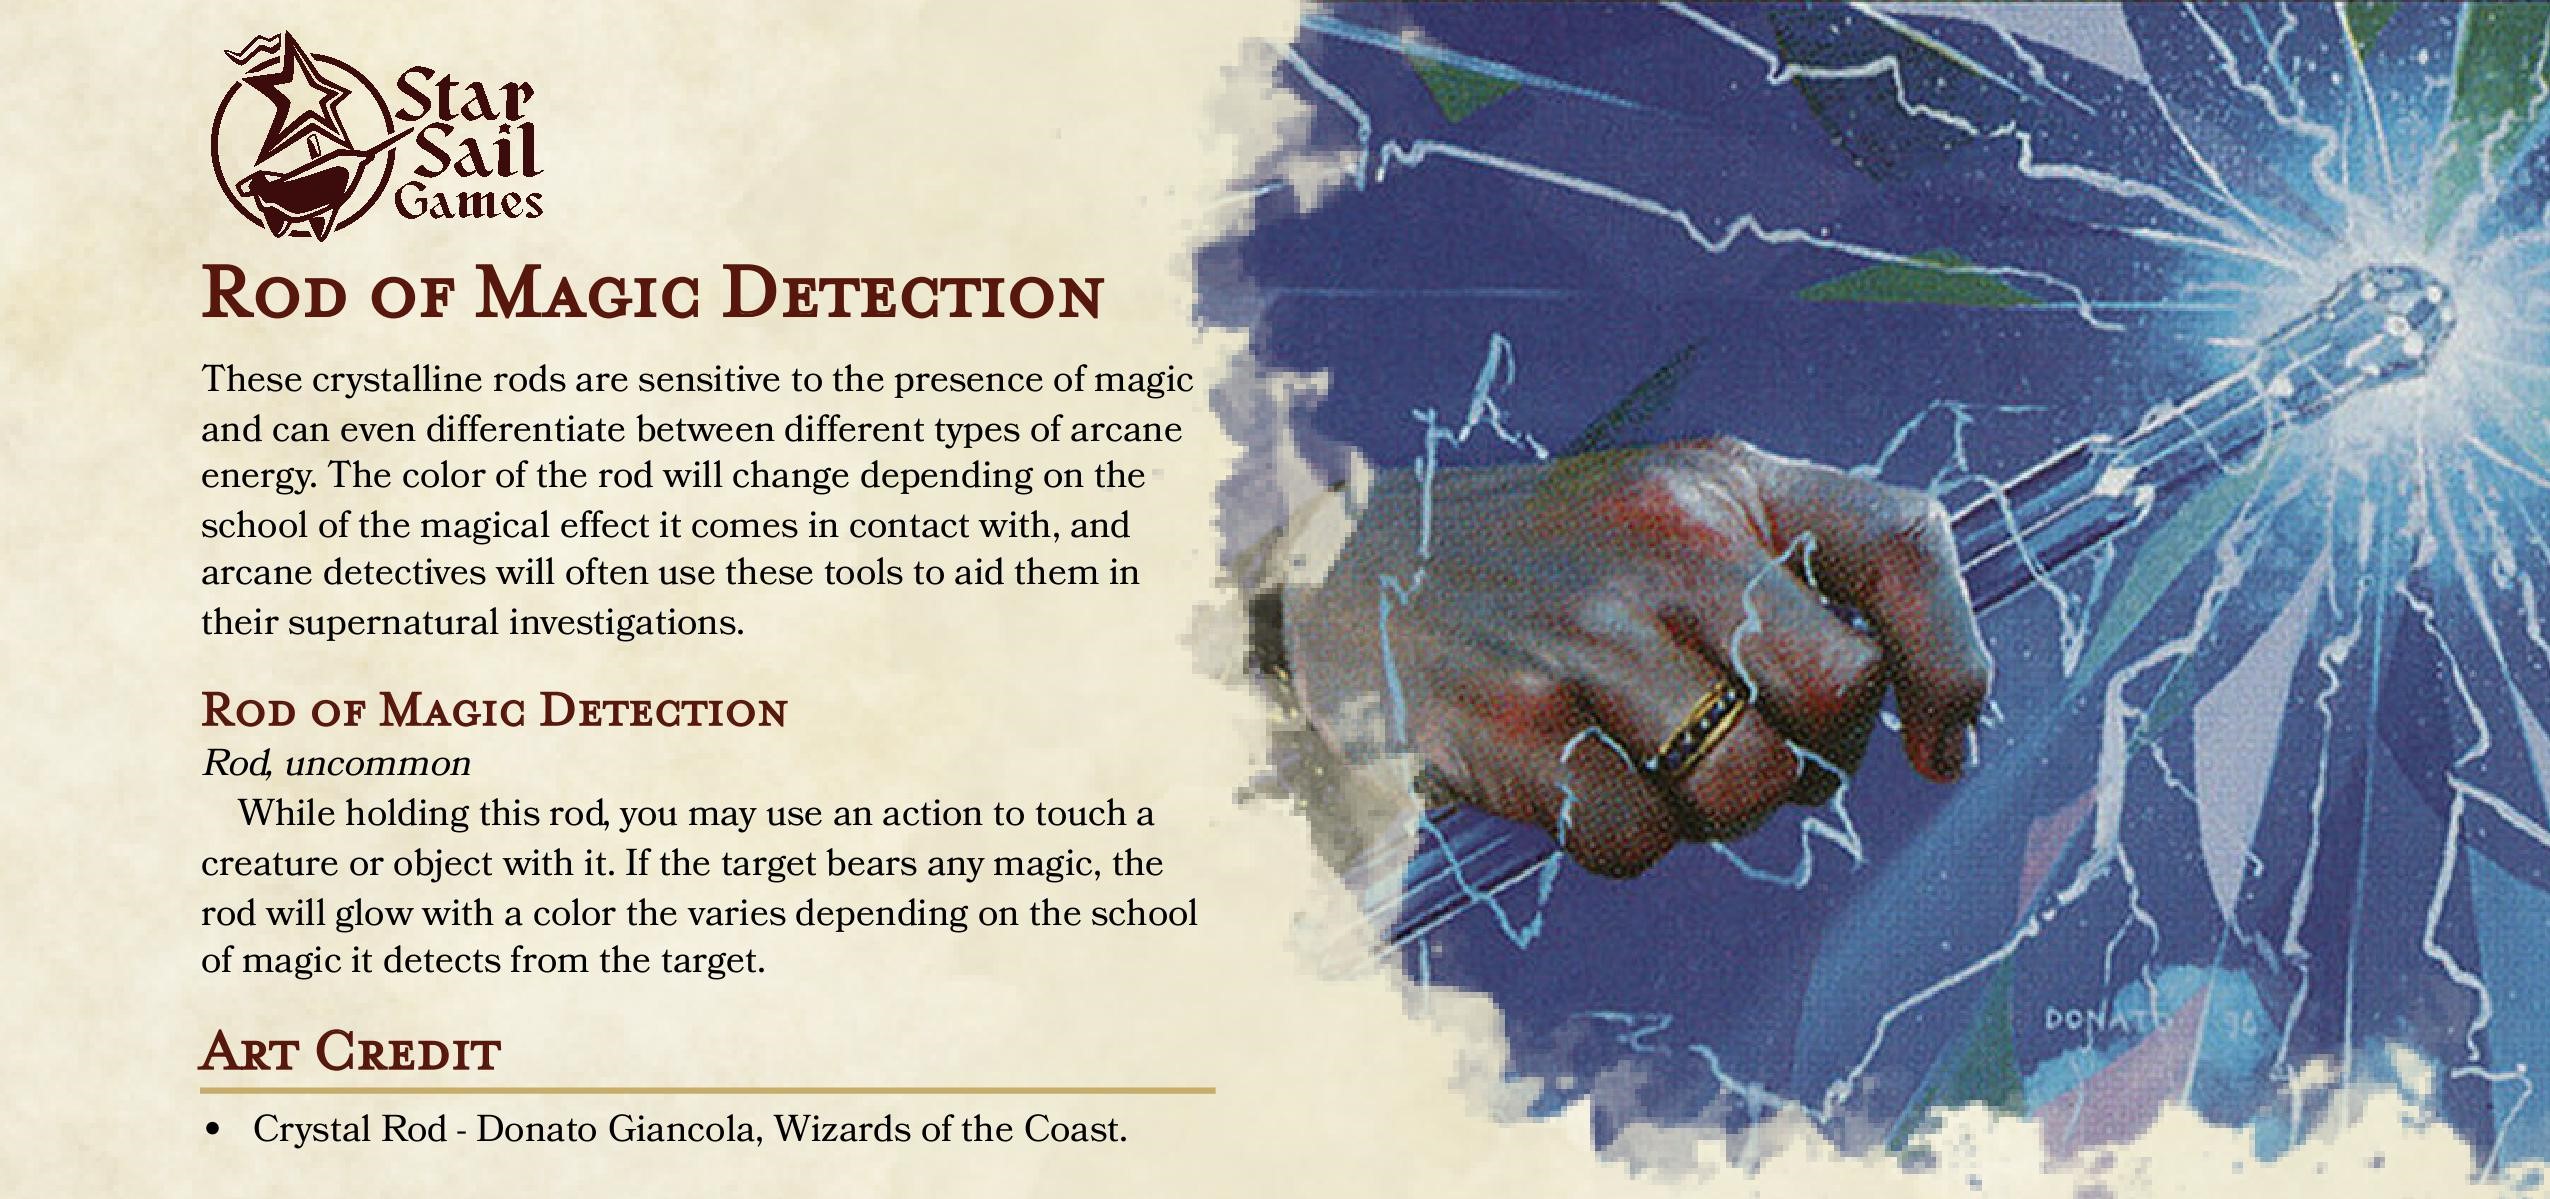 Star
Sail
Games
Rod of Magic Detection
These crystalline rods are sensitive to the presence of magic
and can even differentiate between different types of arcane
energy. The color of the rod will change depending on the
school of the magical effect it comes in contact with, and
arcane detectives will often use these tools to aid them in
their supernatural investigations.
Rod of Magic Detection
Rod, uncommon
While holding this rod, you may use an action to touch a
creature or object with it. If the target bears any magic, the
rod will glow with a color the varies depending on the school
of magic it detects from the target.
Art Credit
• Crystal Rod - Donato Giancola, Wizards of the Coast.
DONATO